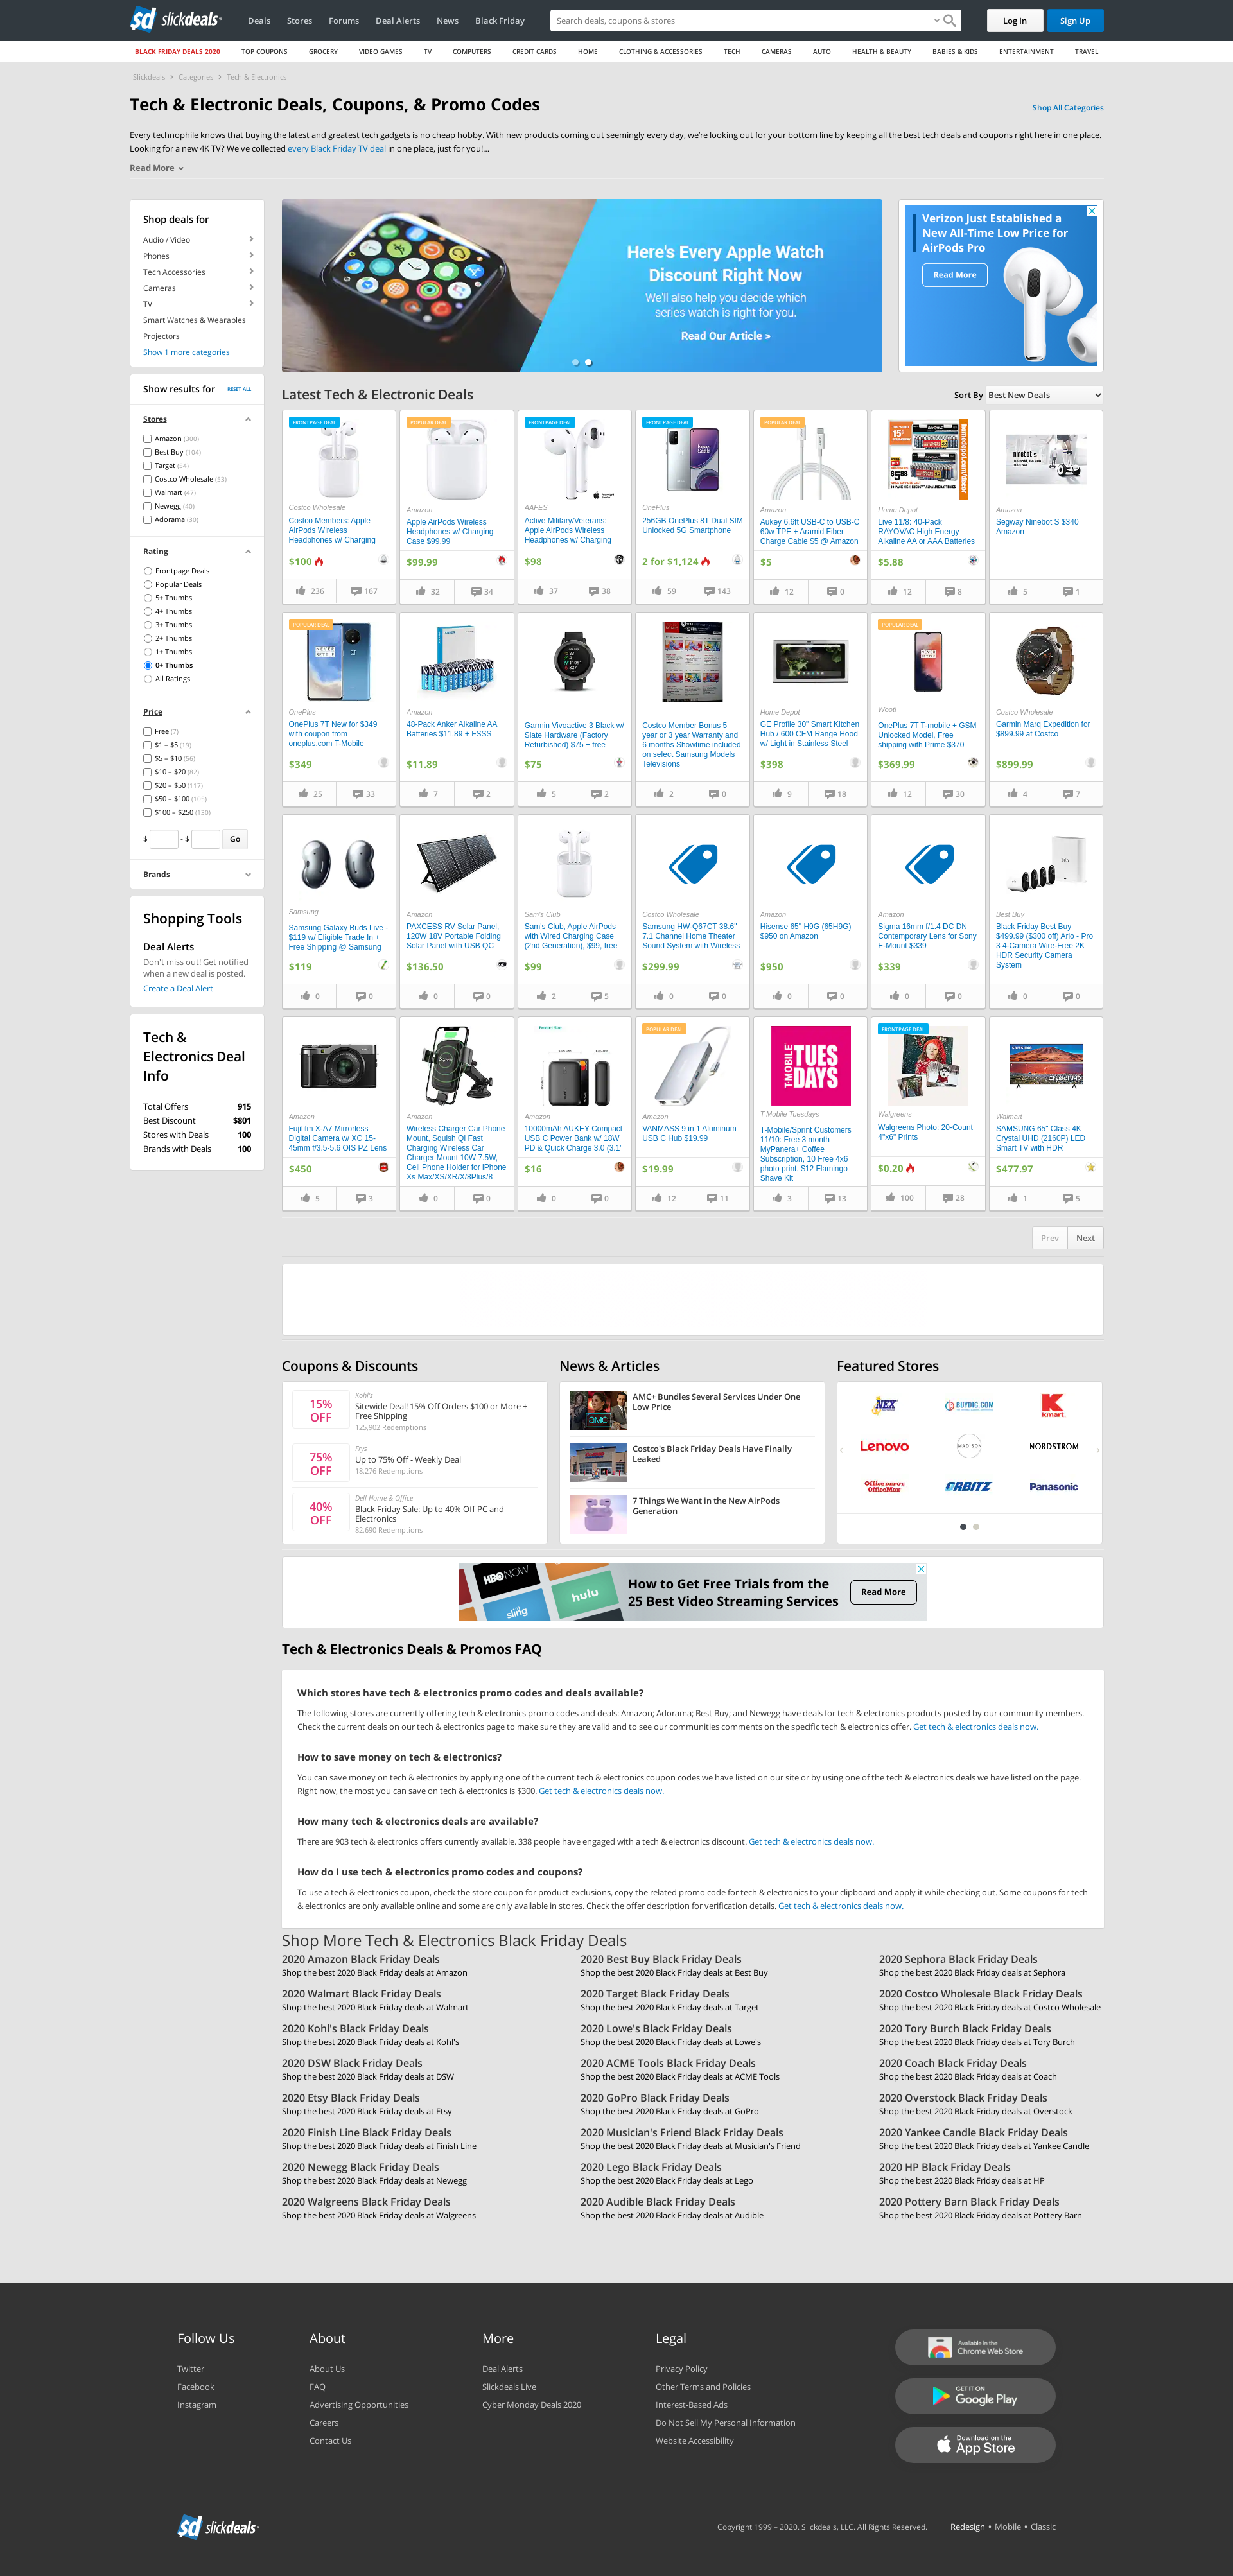 slickdeals
Deals Stores Forums Deal Alerts News Black Friday
Search deals, coupons & stores
Log In Sign Up
BLACK FRIDAY DEALS 2020 TOP COUPONS GROCERY VIDEO GAMES TV COMPUTERS CREDIT CARDS HOME CLOTHING & ACCESSORIES TECH CAMERAS AUTO HEALTH & BEAUTY BABIES & KIDS ENTERTAINMENT TRAVEL
Slickdeals > Categories > Tech & Electronics
Tech & Electronic Deals, Coupons, & Promo Codes
Shop All Categories
Every technophile knows that buying the latest and greatest tech gadgets is no cheap hobby. With new products coming out seemingly every day, we're looking out for your bottom line by keeping all the best tech deals and coupons right here in one place.
Looking for a new 4K TV? We've collected every Black Friday TV deal in one place, just for you!...
Read More
Shop deals for
Audio / Video
Phones
Tech Accessories
Cameras
TV
Smart Watches & Wearables
Projectors
Show 1 more categories
Here's Every Apple Watch
Discount Right Now
We'll also help you decide which
series watch is right for you.
Read Our Article >
Verizon Just Established a
New All-Time Low Price for
AirPods Pro
Read More
Show results for RESET ALL
Stores
Amazon (300)
Best Buy (104)
Target (54)
Costco Wholesale (53)
Walmart (47)
Newegg (40)
Adorama (30)
Rating
Frontpage Deals
Popular Deals
5+ Thumbs
4+ Thumbs
3+ Thumbs
2+ Thumbs
1+ Thumbs
0+ Thumbs
All Ratings
Price
Free (7)
$1 – $5 (19)
$5 – $10 (56)
$10 – $20 (82)
$20 – $50 (117)
$50 – $100 (105)
$100 – $250 (130)
$ - $ Go
Brands
Shopping Tools
Deal Alerts
Don't miss out! Get notified
when a new deal is posted.
Create a Deal Alert
Tech &
Electronics Deal
Info
Total Offers 915
Best Discount $801
Stores with Deals 100
Brands with Deals 100
Latest Tech & Electronic Deals
Sort By Best New Deals
FRONTPAGE DEAL
Costco Wholesale
Costco Members: Apple
AirPods Wireless
Headphones w/ Charging
$100
236 167
POPULAR DEAL
Amazon
Apple AirPods Wireless
Headphones w/ Charging
Case $99.99
$99.99
32 34
FRONTPAGE DEAL
AAFES
Active Military/Veterans:
Apple AirPods Wireless
Headphones w/ Charging
$98
37 38
FRONTPAGE DEAL
OnePlus
256GB OnePlus 8T Dual SIM
Unlocked 5G Smartphone
2 for $1,124
59 143
POPULAR DEAL
Amazon
Aukey 6.6ft USB-C to USB-C
60w TPE + Aramid Fiber
Charge Cable $5 @ Amazon
$5
12 0
Home Depot
Live 11/8: 40-Pack
RAYOVAC High Energy
Alkaline AA or AAA Batteries
$5.88
12 8
Amazon
Segway Ninebot S $340
Amazon
5 1
POPULAR DEAL
OnePlus
OnePlus 7T New for $349
with coupon from
oneplus.com T-Mobile
$349
25 33
Amazon
48-Pack Anker Alkaline AA
Batteries $11.89 + FSSS
$11.89
7 2
Garmin Vivoactive 3 Black w/
Slate Hardware (Factory
Refurbished) $75 + free
$75
5 2
Costco Member Bonus 5
year or 3 year Warranty and
6 months Showtime included
on select Samsung Models
Televisions
2 0
Home Depot
GE Profile 30" Smart Kitchen
Hub / 600 CFM Range Hood
w/ Light in Stainless Steel
$398
9 18
POPULAR DEAL
Woot!
OnePlus 7T T-mobile + GSM
Unlocked Model, Free
shipping with Prime $370
$369.99
12 30
Costco Wholesale
Garmin Marq Expedition for
$899.99 at Costco
$899.99
4 7
Samsung
Samsung Galaxy Buds Live -
$119 w/ Eligible Trade In +
Free Shipping @ Samsung
$119
0 0
Amazon
PAXCESS RV Solar Panel,
120W 18V Portable Folding
Solar Panel with USB QC
$136.50
0 0
Sam's Club
Sam's Club, Apple AirPods
with Wired Charging Case
(2nd Generation), $99, free
$99
2 5
Costco Wholesale
Samsung HW-Q67CT 38.6"
7.1 Channel Home Theater
Sound System with Wireless
$299.99
0 0
Amazon
Hisense 65" H9G (65H9G)
$950 on Amazon
$950
0 0
Amazon
Sigma 16mm f/1.4 DC DN
Contemporary Lens for Sony
E-Mount $339
$339
0 0
Best Buy
Black Friday Best Buy
$499.99 ($300 off) Arlo - Pro
3 4-Camera Wire-Free 2K
HDR Security Camera
System
0 0
Amazon
Fujifilm X-A7 Mirrorless
Digital Camera w/ XC 15-
45mm f/3.5-5.6 OIS PZ Lens
$450
5 3
Amazon
Wireless Charger Car Phone
Mount, Squish Qi Fast
Charging Wireless Car
Charger Mount 10W 7.5W,
Cell Phone Holder for iPhone
Xs Max/XS/XR/X/8Plus/8
0 0
Amazon
10000mAh AUKEY Compact
USB C Power Bank w/ 18W
PD & Quick Charge 3.0 (3.1"
$16
0 0
POPULAR DEAL
Amazon
VANMASS 9 in 1 Aluminum
USB C Hub $19.99
$19.99
12 11
T-MOBILE TUESDAYS
T-Mobile Tuesdays
T-Mobile/Sprint Customers
11/10: Free 3 month
MyPanera+ Coffee
Subscription, 10 Free 4x6
photo print, $12 Flamingo
Shave Kit
3 13
FRONTPAGE DEAL
Walgreens
Walgreens Photo: 20-Count
4"x6" Prints
$0.20
100 28
Walmart
SAMSUNG 65" Class 4K
Crystal UHD (2160P) LED
Smart TV with HDR
$477.97
1 5
Prev Next
Coupons & Discounts
15% OFF
Kohl's
Sitewide Deal! 15% Off Orders $100 or More +
Free Shipping
125,902 Redemptions
75% OFF
Frys
Up to 75% Off - Weekly Deal
18,276 Redemptions
40% OFF
Dell Home & Office
Black Friday Sale: Up to 40% Off PC and
Electronics
82,690 Redemptions
News & Articles
AMC+ Bundles Several Services Under One
Low Price
Costco's Black Friday Deals Have Finally
Leaked
7 Things We Want in the New AirPods
Generation
Featured Stores
NEX BUYDIG.COM kmart
Lenovo MADISON NORDSTROM
Office DEPOT OfficeMax ORBITZ Panasonic
HBO NOW
hulu
sling
How to Get Free Trials from the
25 Best Video Streaming Services
Read More
Tech & Electronics Deals & Promos FAQ
Which stores have tech & electronics promo codes and deals available?
The following stores are currently offering tech & electronics promo codes and deals: Amazon; Adorama; Best Buy; and Newegg have deals for tech & electronics products posted by our community members.
Check the current deals on our tech & electronics page to make sure they are valid and to see our communities comments on the specific tech & electronics offer. Get tech & electronics deals now.
How to save money on tech & electronics?
You can save money on tech & electronics by applying one of the current tech & electronics coupon codes we have listed on our site or by using one of the tech & electronics deals we have listed on the page.
Right now, the most you can save on tech & electronics is $300. Get tech & electronics deals now.
How many tech & electronics deals are available?
There are 903 tech & electronics offers currently available. 338 people have engaged with a tech & electronics discount. Get tech & electronics deals now.
How do I use tech & electronics promo codes and coupons?
To use a tech & electronics coupon, check the store coupon for product exclusions, copy the related promo code for tech & electronics to your clipboard and apply it while checking out. Some coupons for tech
& electronics are only available online and some are only available in stores. Check the offer description for verification details. Get tech & electronics deals now.
Shop More Tech & Electronics Black Friday Deals
2020 Amazon Black Friday Deals
Shop the best 2020 Black Friday deals at Amazon
2020 Best Buy Black Friday Deals
Shop the best 2020 Black Friday deals at Best Buy
2020 Sephora Black Friday Deals
Shop the best 2020 Black Friday deals at Sephora
2020 Walmart Black Friday Deals
Shop the best 2020 Black Friday deals at Walmart
2020 Target Black Friday Deals
Shop the best 2020 Black Friday deals at Target
2020 Costco Wholesale Black Friday Deals
Shop the best 2020 Black Friday deals at Costco Wholesale
2020 Kohl's Black Friday Deals
Shop the best 2020 Black Friday deals at Kohl's
2020 Lowe's Black Friday Deals
Shop the best 2020 Black Friday deals at Lowe's
2020 Tory Burch Black Friday Deals
Shop the best 2020 Black Friday deals at Tory Burch
2020 DSW Black Friday Deals
Shop the best 2020 Black Friday deals at DSW
2020 ACME Tools Black Friday Deals
Shop the best 2020 Black Friday deals at ACME Tools
2020 Coach Black Friday Deals
Shop the best 2020 Black Friday deals at Coach
2020 Etsy Black Friday Deals
Shop the best 2020 Black Friday deals at Etsy
2020 GoPro Black Friday Deals
Shop the best 2020 Black Friday deals at GoPro
2020 Overstock Black Friday Deals
Shop the best 2020 Black Friday deals at Overstock
2020 Finish Line Black Friday Deals
Shop the best 2020 Black Friday deals at Finish Line
2020 Musician's Friend Black Friday Deals
Shop the best 2020 Black Friday deals at Musician's Friend
2020 Yankee Candle Black Friday Deals
Shop the best 2020 Black Friday deals at Yankee Candle
2020 Newegg Black Friday Deals
Shop the best 2020 Black Friday deals at Newegg
2020 Lego Black Friday Deals
Shop the best 2020 Black Friday deals at Lego
2020 HP Black Friday Deals
Shop the best 2020 Black Friday deals at HP
2020 Walgreens Black Friday Deals
Shop the best 2020 Black Friday deals at Walgreens
2020 Audible Black Friday Deals
Shop the best 2020 Black Friday deals at Audible
2020 Pottery Barn Black Friday Deals
Shop the best 2020 Black Friday deals at Pottery Barn
Follow Us
Twitter
Facebook
Instagram
About
About Us
FAQ
Advertising Opportunities
Careers
Contact Us
More
Deal Alerts
Slickdeals Live
Cyber Monday Deals 2020
Legal
Privacy Policy
Other Terms and Policies
Interest-Based Ads
Do Not Sell My Personal Information
Website Accessibility
Available in the
Chrome Web Store
GET IT ON
Google Play
Download on the
App Store
slickdeals
Copyright 1999 – 2020. Slickdeals, LLC. All Rights Reserved.
Redesign • Mobile • Classic